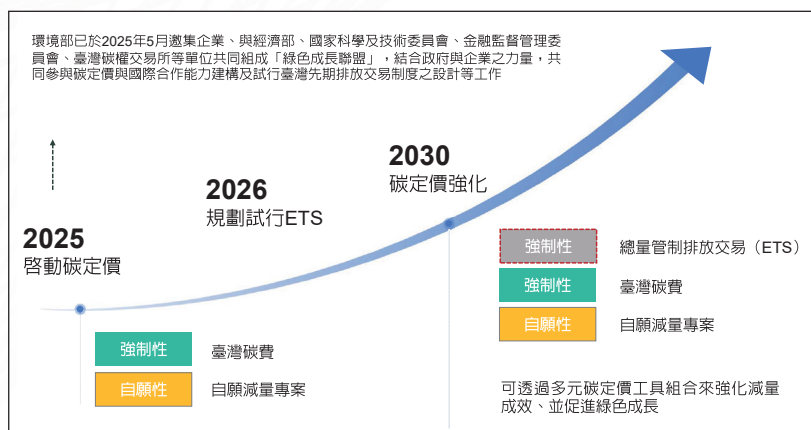 環境部已於2025年5月邀集企業、與經濟部、國家科學及技術委員會、金融監督管理委
員會、臺灣碳權交易所等單位共同組成「綠色成長聯盟」，結合政府與企業之力量，共
同參與碳定價與國際合作能力建構及試行臺灣先期排放交易制度之設計等工作
2025
啓動碳定價
2026
規劃試行ETS
2030
碳定價強化
強制性 臺灣碳費
自願性 自願減量專案
強制性 總量管制排放交易（ETS）
強制性 臺灣碳費
自願性 自願減量專案
可透過多元碳定價工具組合來強化減量
成效、並促進綠色成長